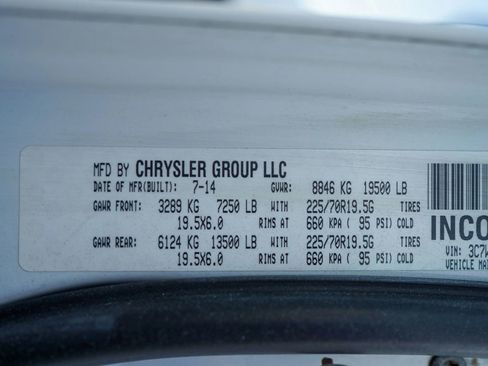 MFD BY CHRYSLER GROUP LLC
DATE OF MFR(BUILT): 7-14 GVWR: 8846 KG 19500 LB
GAWR FRONT: 3289 KG 7250 LB WITH 225/70R19.5G TIRES
19.5X6.0 RIMS AT 660 KPA ( 95 PSI) COLD
GAWR REAR: 6124 KG 13500 LB WITH 225/70R19.5G TIRES
19.5X6.0 RIMS AT 660 KPA ( 95 PSI) COLD
INCO
VIN: 3C7W
VEHICLE MA